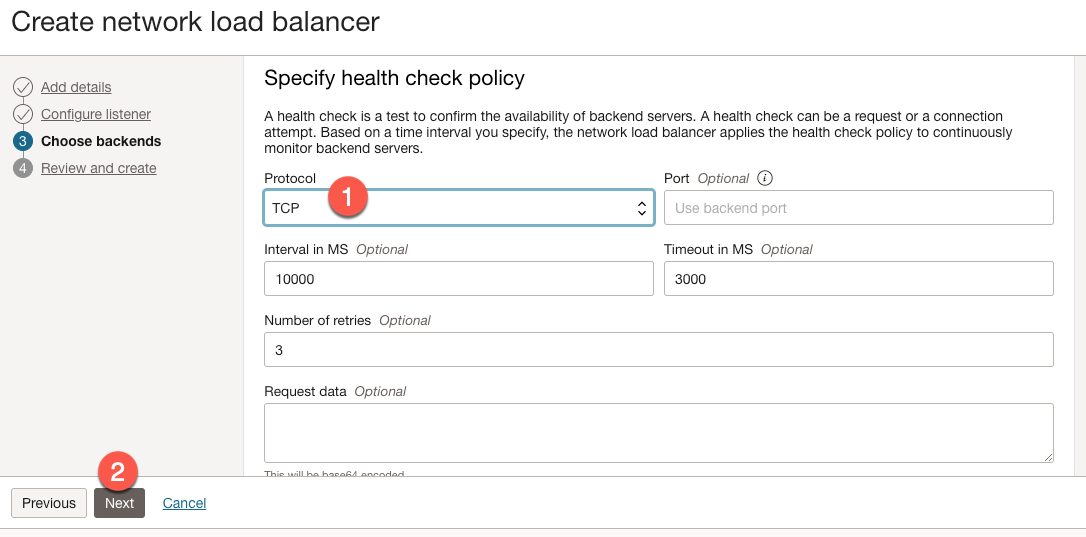 Create network load balancer
Add details
Configure listener
3 Choose backends
4 Review and create
Specify health check policy
A health check is a test to confirm the availability of backend servers. A health check can be a request or a connection
attempt. Based on a time interval you specify, the network load balancer applies the health check policy to continuously
monitor backend servers.
Protocol
1
TCP
Port Optional i
Use backend port
Interval in MS Optional
10000
Timeout in MS Optional
3000
Number of retries Optional
3
Request data Optional
This will be base64 encoded
2
Previous Next Cancel